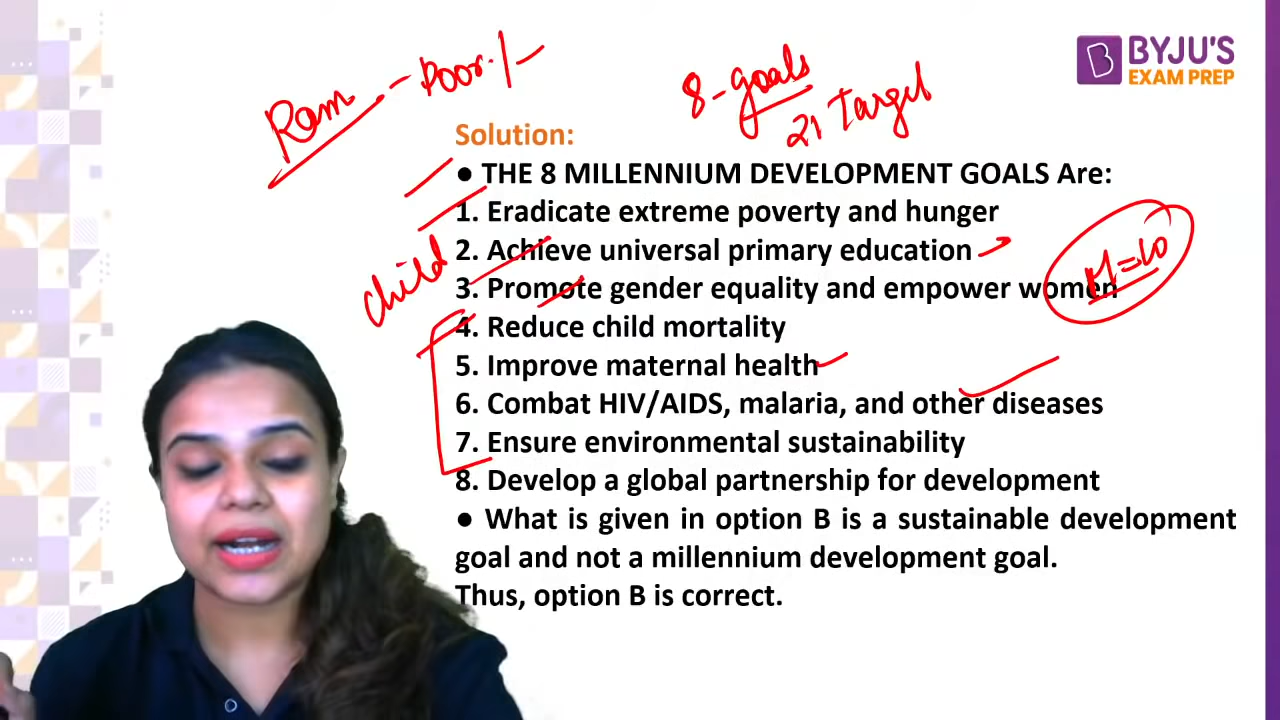 BYJU'S
EXAM PREP
Ram - Poor
8-goals
21 Target
Solution:
● THE 8 MILLENNIUM DEVELOPMENT GOALS Are:
1. Eradicate extreme poverty and hunger
2. Achieve universal primary education
3. Promote gender equality and empower women
4. Reduce child mortality
5. Improve maternal health
6. Combat HIV/AIDS, malaria, and other diseases
7. Ensure environmental sustainability
8. Develop a global partnership for development
● What is given in option B is a sustainable development
goal and not a millennium development goal.
Thus, option B is correct.
child